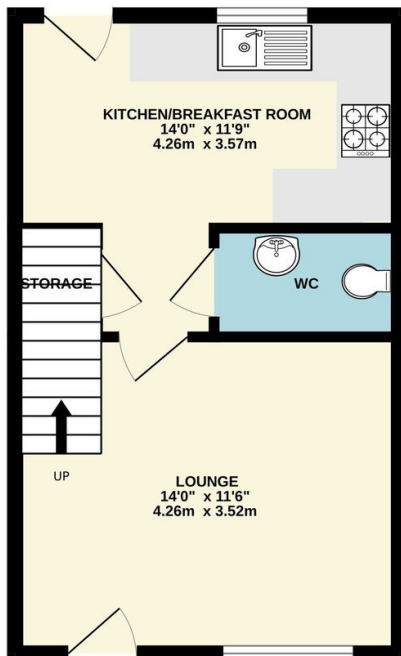 KITCHEN/BREAKFAST ROOM
14'0" x 11'9"
4.26m x 3.57m
STORAGE
WC
UP
LOUNGE
14'0" x 11'6"
4.26m x 3.52m